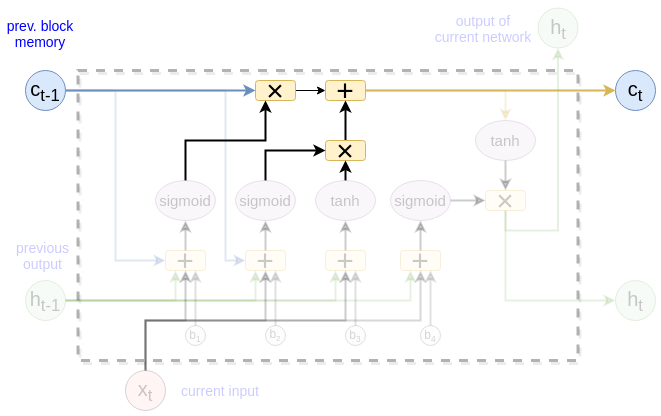 prev. block
memory
output of
current network
h_t
c_{t-1}
×
+
c_t
×
tanh
sigmoid
sigmoid
tanh
sigmoid
×
previous
output
+
+
+
+
h_{t-1}
h_t
b_1
b_2
b_3
b_4
x_t
current input